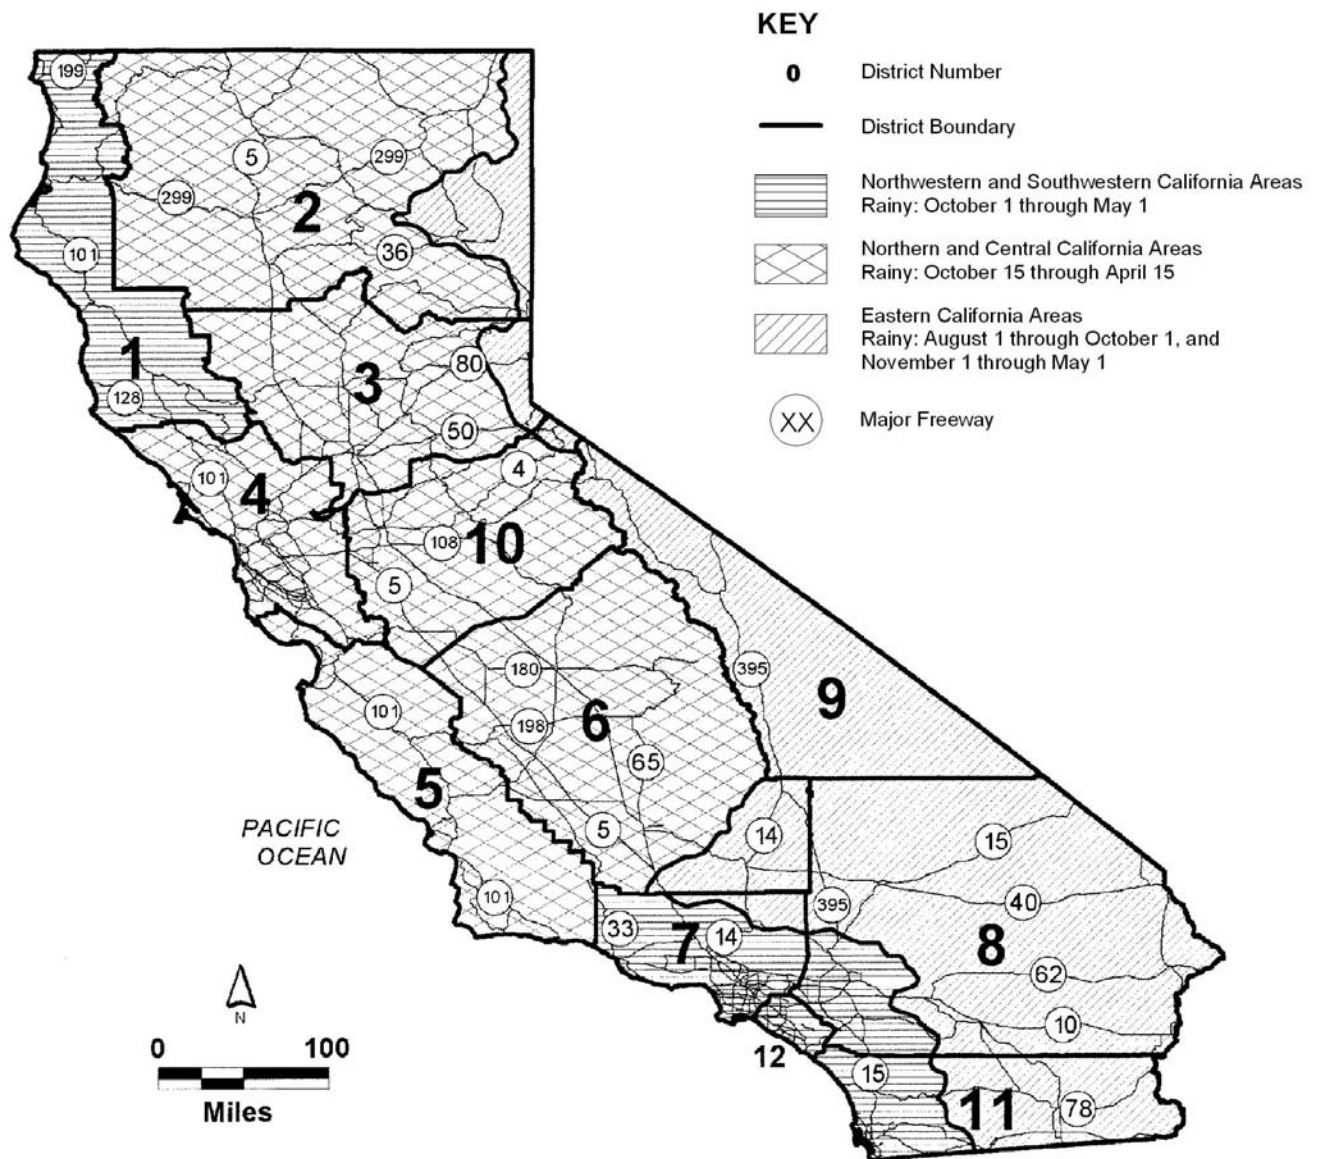 KEY
0 District Number
District Boundary
Northwestern and Southwestern California Areas
Rainy: October 1 through May 1
Northern and Central California Areas
Rainy: October 15 through April 15
Eastern California Areas
Rainy: August 1 through October 1, and
November 1 through May 1
XX Major Freeway
199
5
299
299
2
36
101
1
80
3
128
50
4
101
4
108
10
5
180
395
9
101
198
6
65
5
PACIFIC
OCEAN
5
14
15
101
395
40
33
7
14
8
62
10
N
12
0 100
Miles
15
11
78